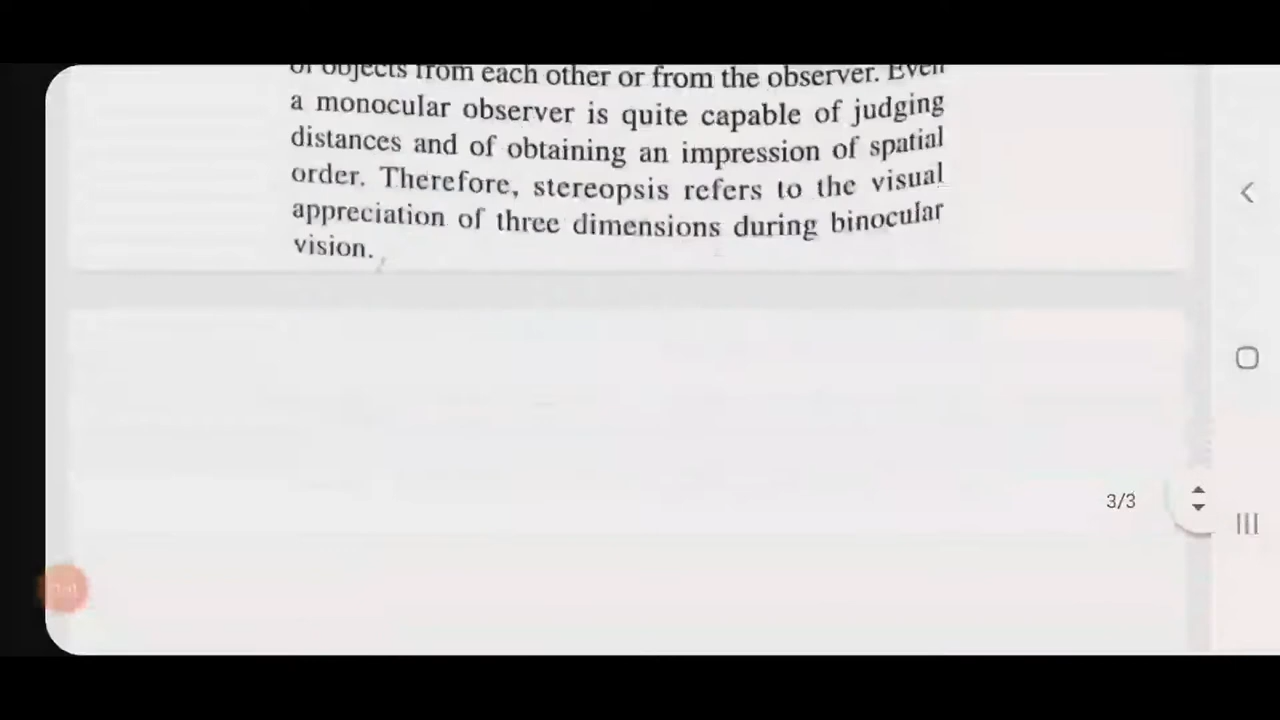 of objects from each other or from the observer. Even
a monocular observer is quite capable of judging
distances and of obtaining an impression of spatial
order. Therefore, stereopsis refers to the visual
appreciation of three dimensions during binocular
vision.
3/3